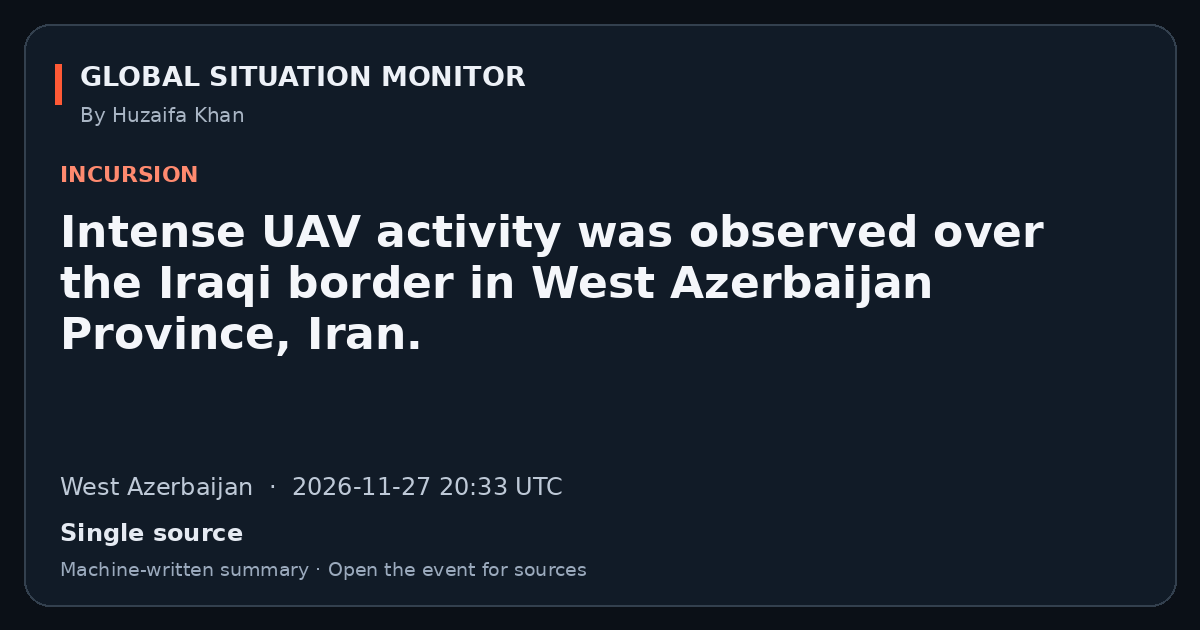 GLOBAL SITUATION MONITOR
By Huzaifa Khan
INCURSION
Intense UAV activity was observed over
the Iraqi border in West Azerbaijan
Province, Iran.
West Azerbaijan · 2026-11-27 20:33 UTC
Single source
Machine-written summary · Open the event for sources